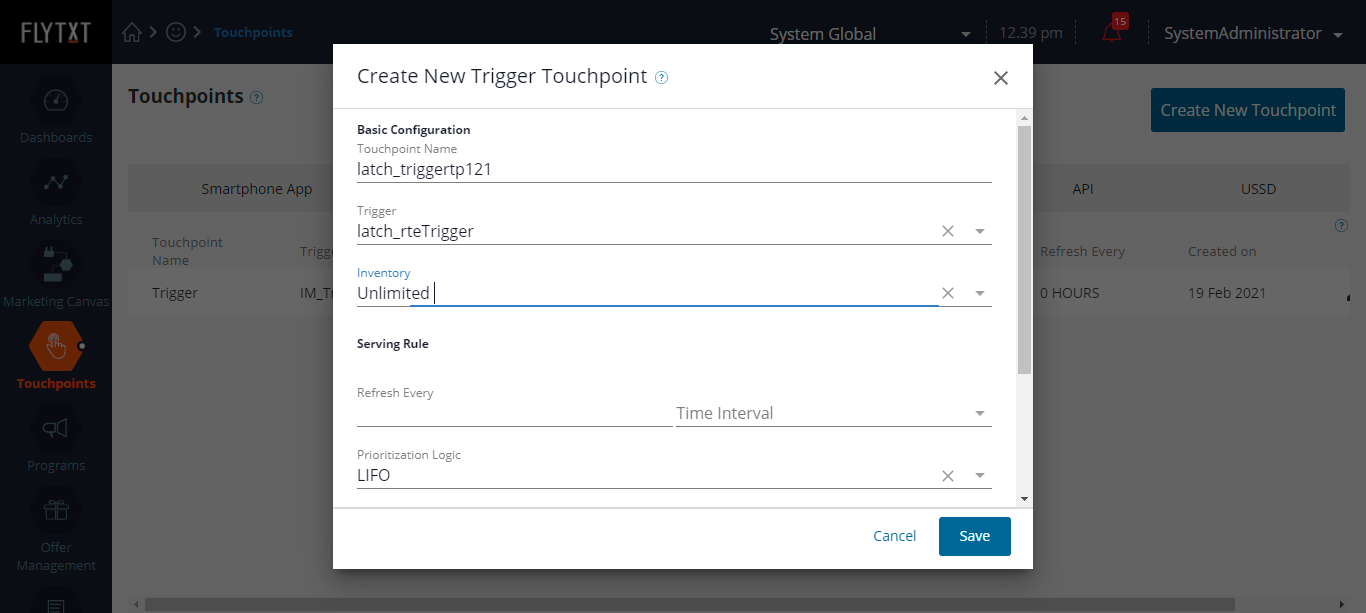 FLYTXT
Touchpoints
System Global
12.39 pm
15
SystemAdministrator
Dashboards
Analytics
Marketing Canvas
Touchpoints
Programs
Offer
Management
Touchpoints ?
Create New Touchpoint
Smartphone App
API
USSD
?
Touchpoint
Name
Refresh Every
Created on
Trigger
IM_T
0 HOURS
19 Feb 2021
Create New Trigger Touchpoint ?
Basic Configuration
Touchpoint Name
latch_triggertp121
Trigger
latch_rteTrigger
Inventory
Unlimited
Serving Rule
Refresh Every
Time Interval
Prioritization Logic
LIFO
Cancel
Save